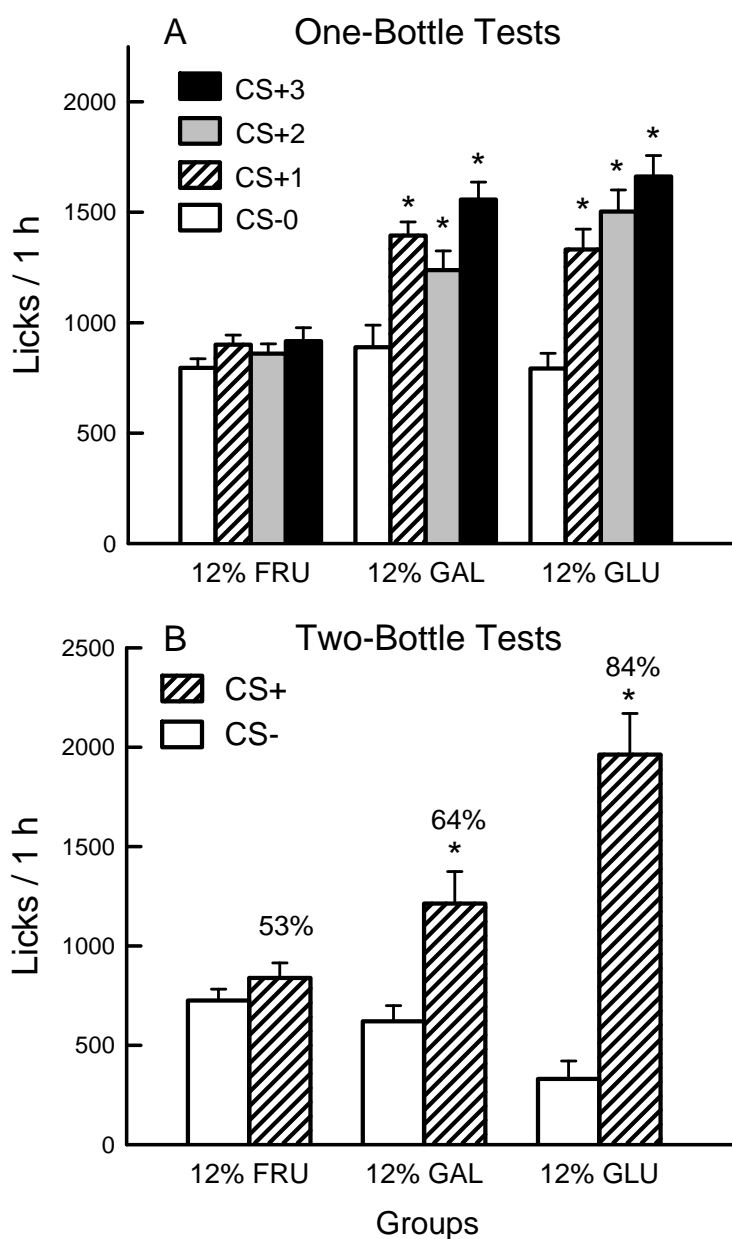 A One-Bottle Tests
CS+3
CS+2
CS+1
CS-0
Licks / 1 h
2000
1500
1000
500
0
* * * * * *
12% FRU 12% GAL 12% GLU
B Two-Bottle Tests
CS+
CS-
Licks / 1 h
2500
2000
1500
1000
500
0
53%
64%
*
84%
*
12% FRU 12% GAL 12% GLU
Groups